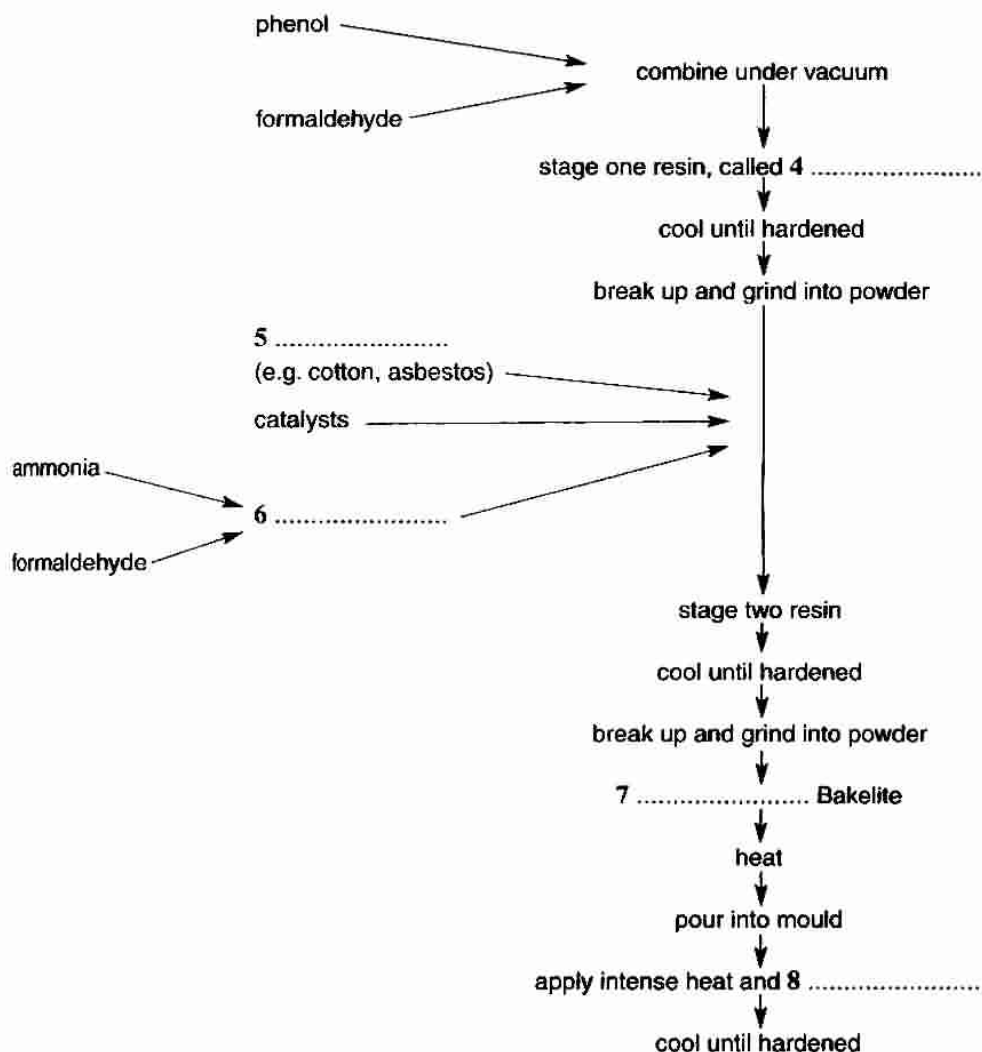 phenol
combine under vacuum
formaldehyde
stage one resin, called 4 ..............................
cool until hardened
break up and grind into powder
5 ..............................
(e.g. cotton, asbestos)
catalysts
ammonia
6 ..............................
formaldehyde
stage two resin
cool until hardened
break up and grind into powder
7 .............................. Bakelite
heat
pour into mould
apply intense heat and 8 ..............................
cool until hardened